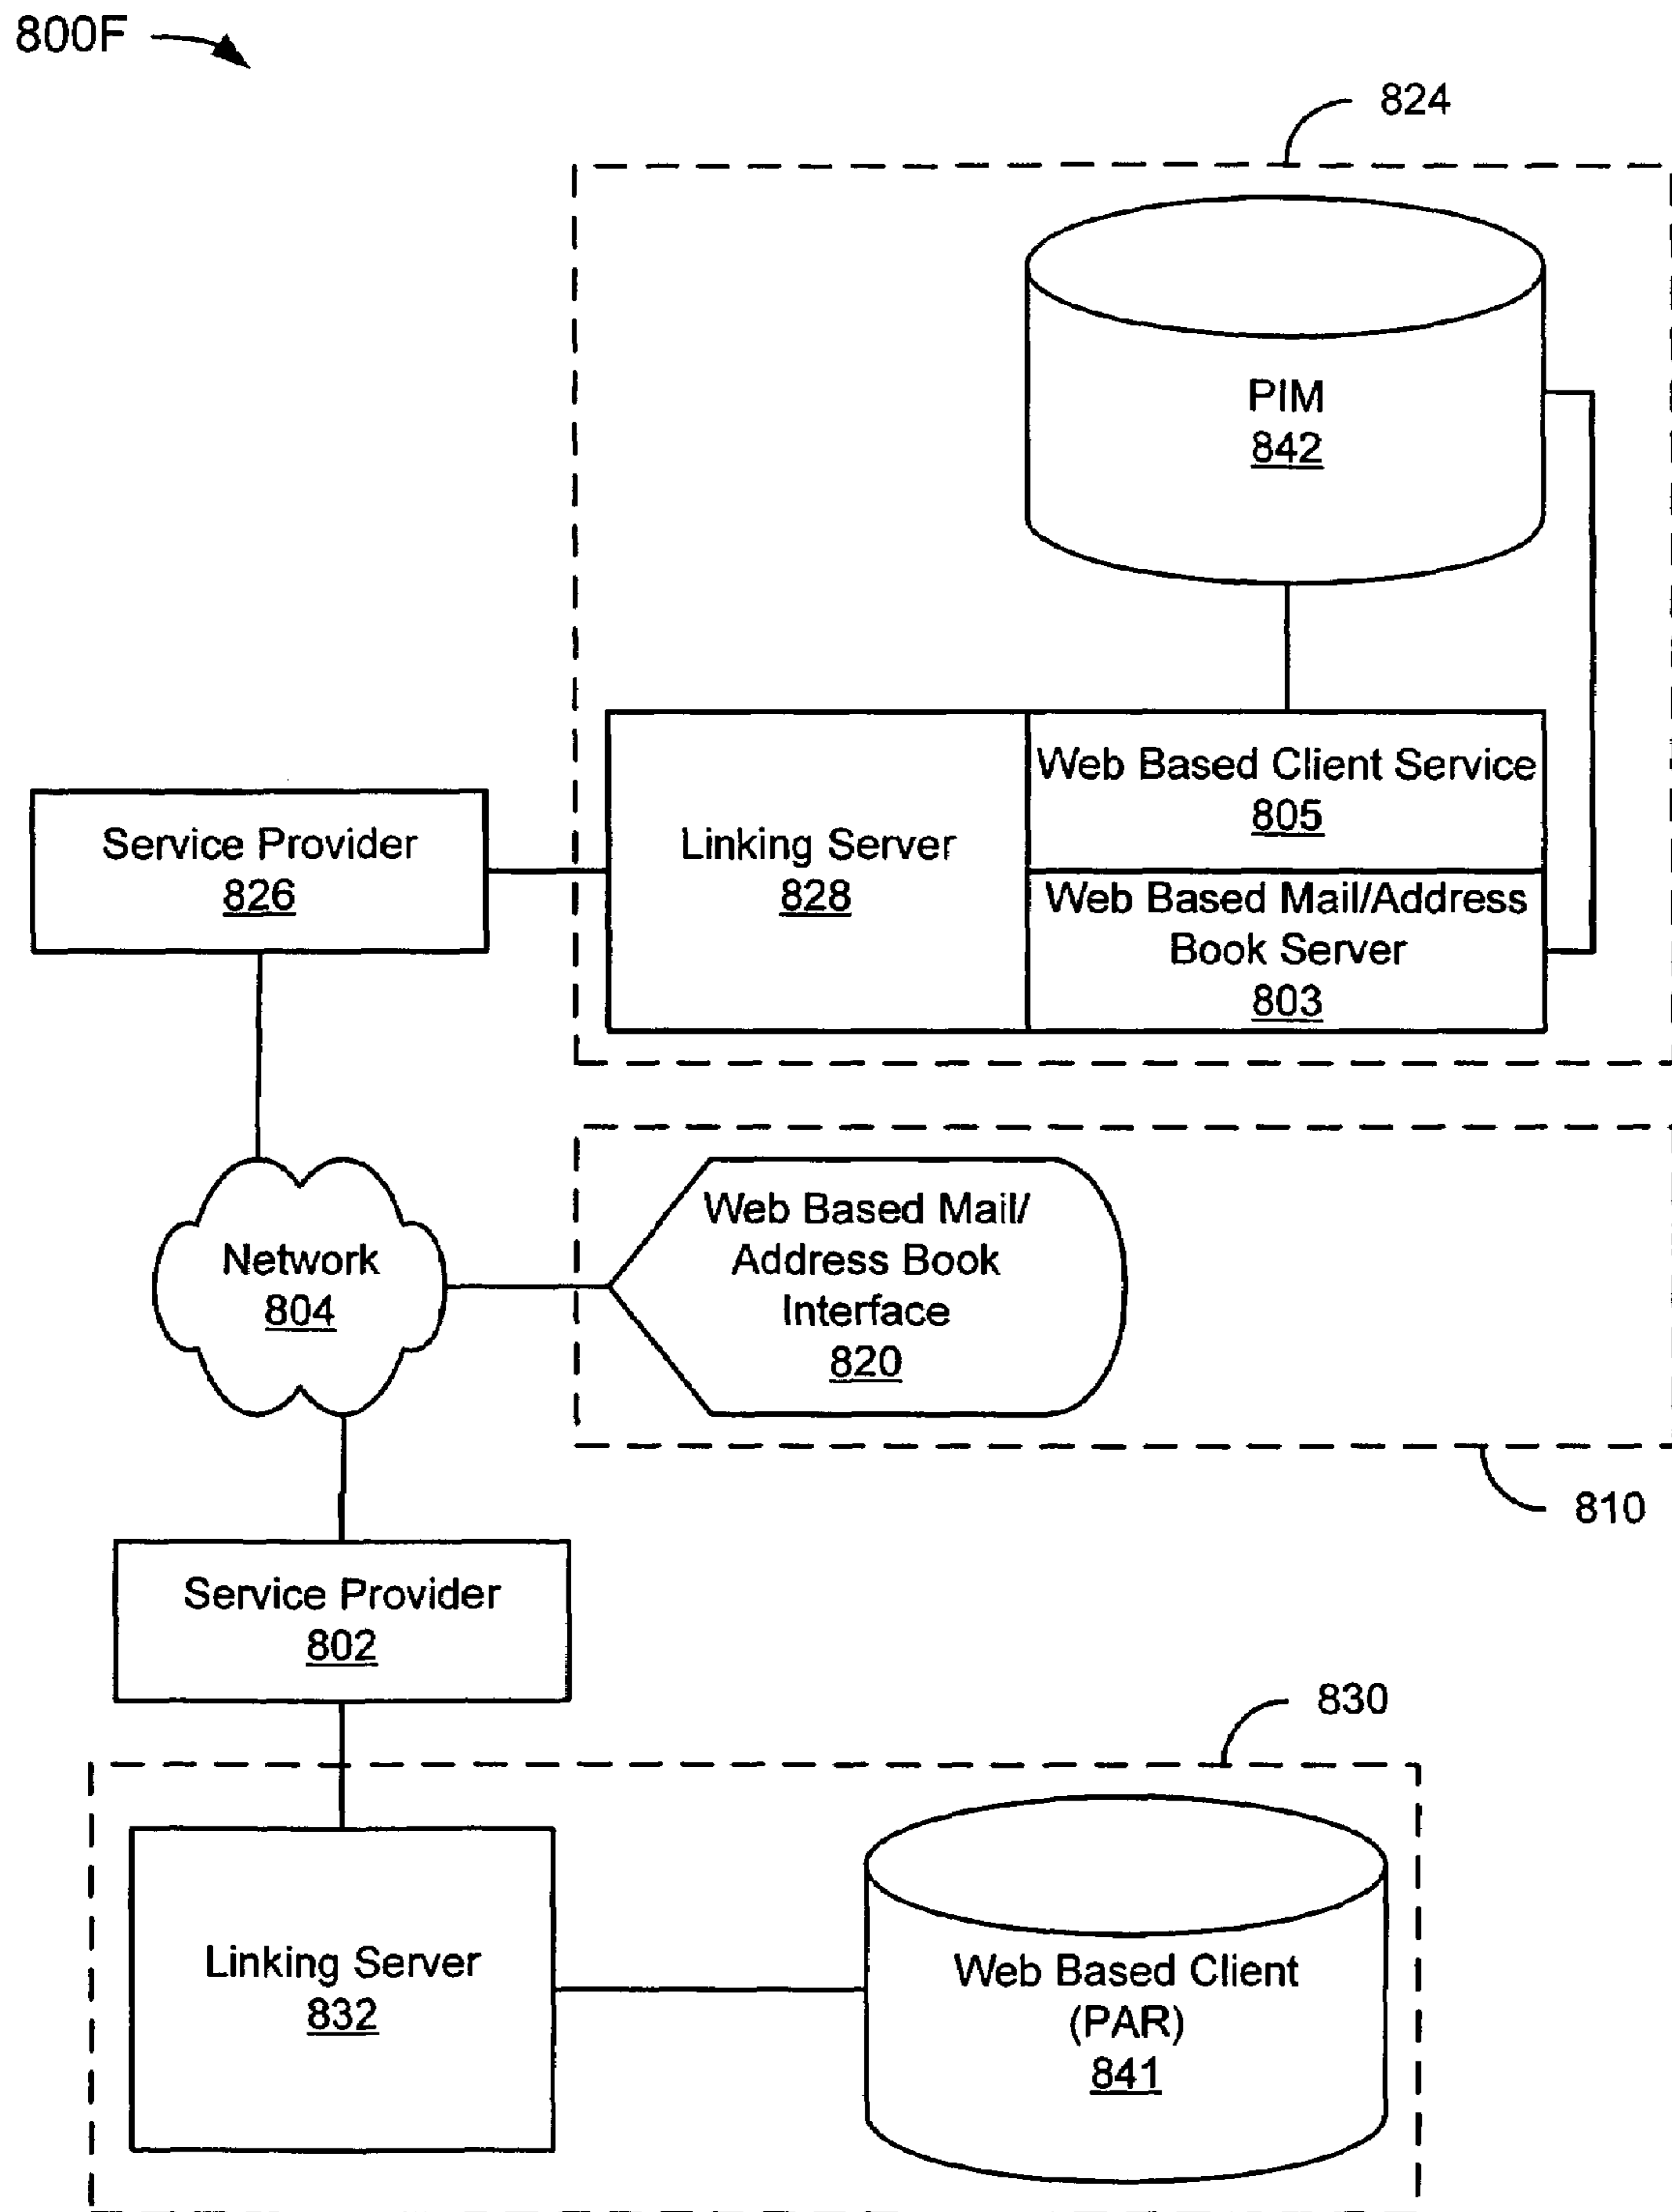 800F
824
PIM
842
Web Based Client Service
805
Service Provider
826
Linking Server
828
Web Based Mail/Address
Book Server
803
Web Based Mail/
Address Book
Interface
820
Network
804
810
Service Provider
802
830
Linking Server
832
Web Based Client
(PAR)
841